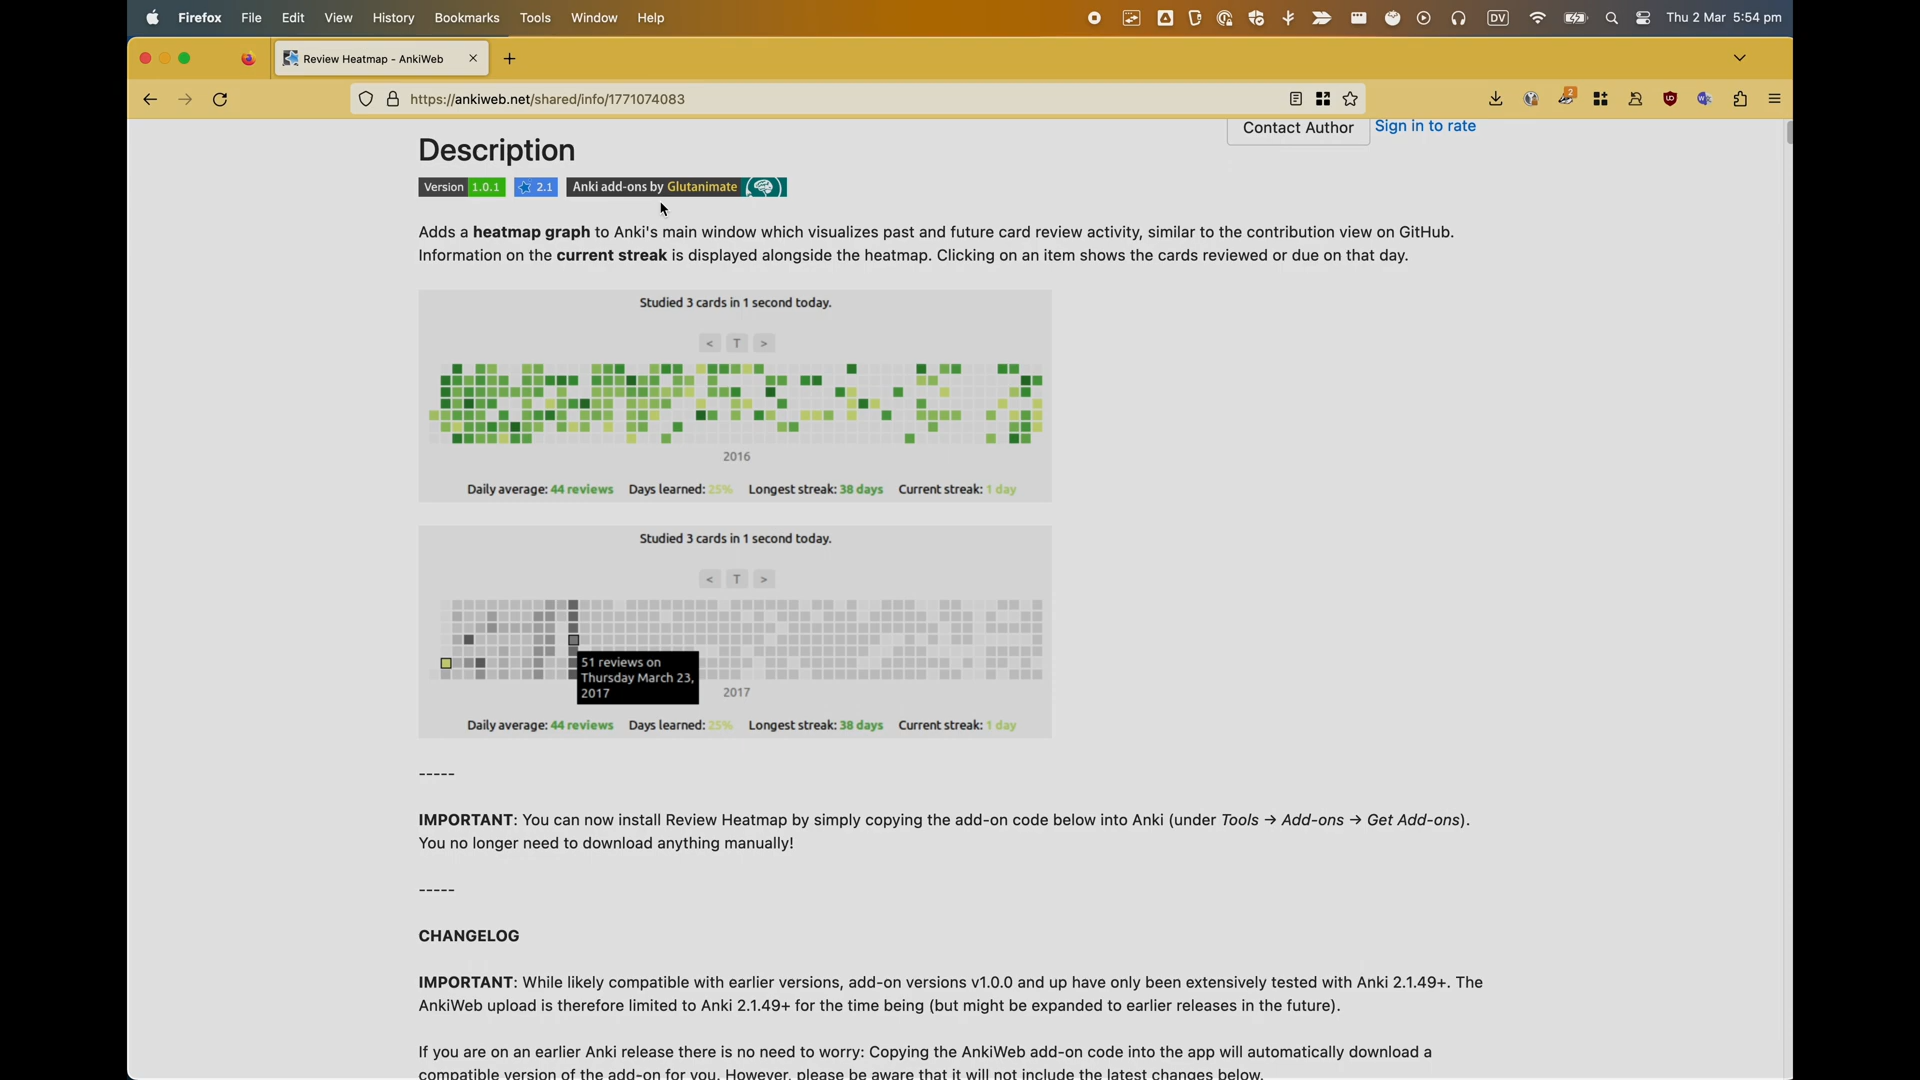 Firefox File Edit View History Bookmarks Tools Window Help DV Thu 2 Mar 5:54 pm
Review Heatmap - AnkiWeb
https://ankiweb.net/shared/info/1771074083 2
Contact Author Sign in to rate
Description
Version 1.0.1 2.1 Anki add-ons by Glutanimate
Adds a heatmap graph to Anki's main window which visualizes past and future card review activity, similar to the contribution view on GitHub.
Information on the current streak is displayed alongside the heatmap. Clicking on an item shows the cards reviewed or due on that day.
Studied 3 cards in 1 second today.
< T >
2016
Daily average: 44 reviews Days learned: 25% Longest streak: 38 days Current streak: 1 day
Studied 3 cards in 1 second today.
< T >
51 reviews on
Thursday March 23,
2017
2017
Daily average: 44 reviews Days learned: 25% Longest streak: 38 days Current streak: 1 day
-----
IMPORTANT: You can now install Review Heatmap by simply copying the add-on code below into Anki (under Tools → Add-ons → Get Add-ons).
You no longer need to download anything manually!
-----
CHANGELOG
IMPORTANT: While likely compatible with earlier versions, add-on versions v1.0.0 and up have only been extensively tested with Anki 2.1.49+. The
AnkiWeb upload is therefore limited to Anki 2.1.49+ for the time being (but might be expanded to earlier releases in the future).
If you are on an earlier Anki release there is no need to worry: Copying the AnkiWeb add-on code into the app will automatically download a
compatible version of the add-on for you. However, please be aware that it will not include the latest changes below.